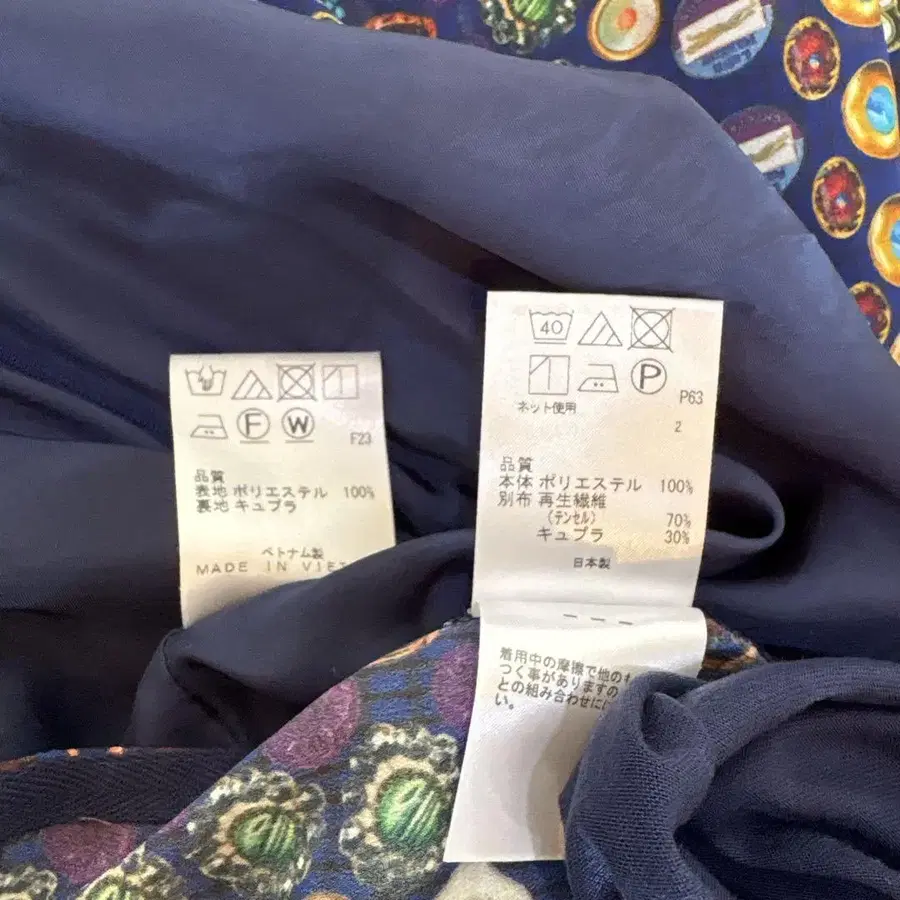 F
W
F23
品質
表地 ポリエステル 100%
裏地 キュプラ
ベトナム製
MADE IN VIET
40
P
P63
ネット使用
2
品質
本体 ポリエステル 100%
別布 再生繊維
(テンセル) 70%
キュプラ 30%
日本製
着用中の摩擦で他の
つく事がありますの
との組み合わせに
い。